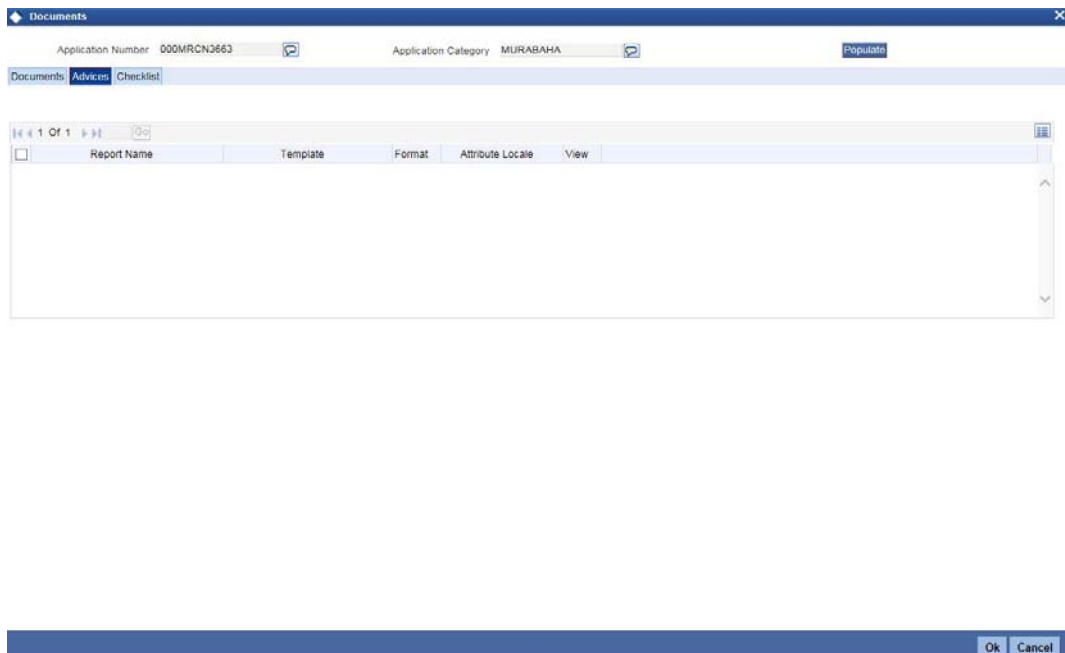 Documents
Application Number 000MRCN3663 Application Category MURABAHA Populate
Documents Advices Checklist
1 Of 1 Go
Report Name Template Format Attribute Locale View
Ok Cancel